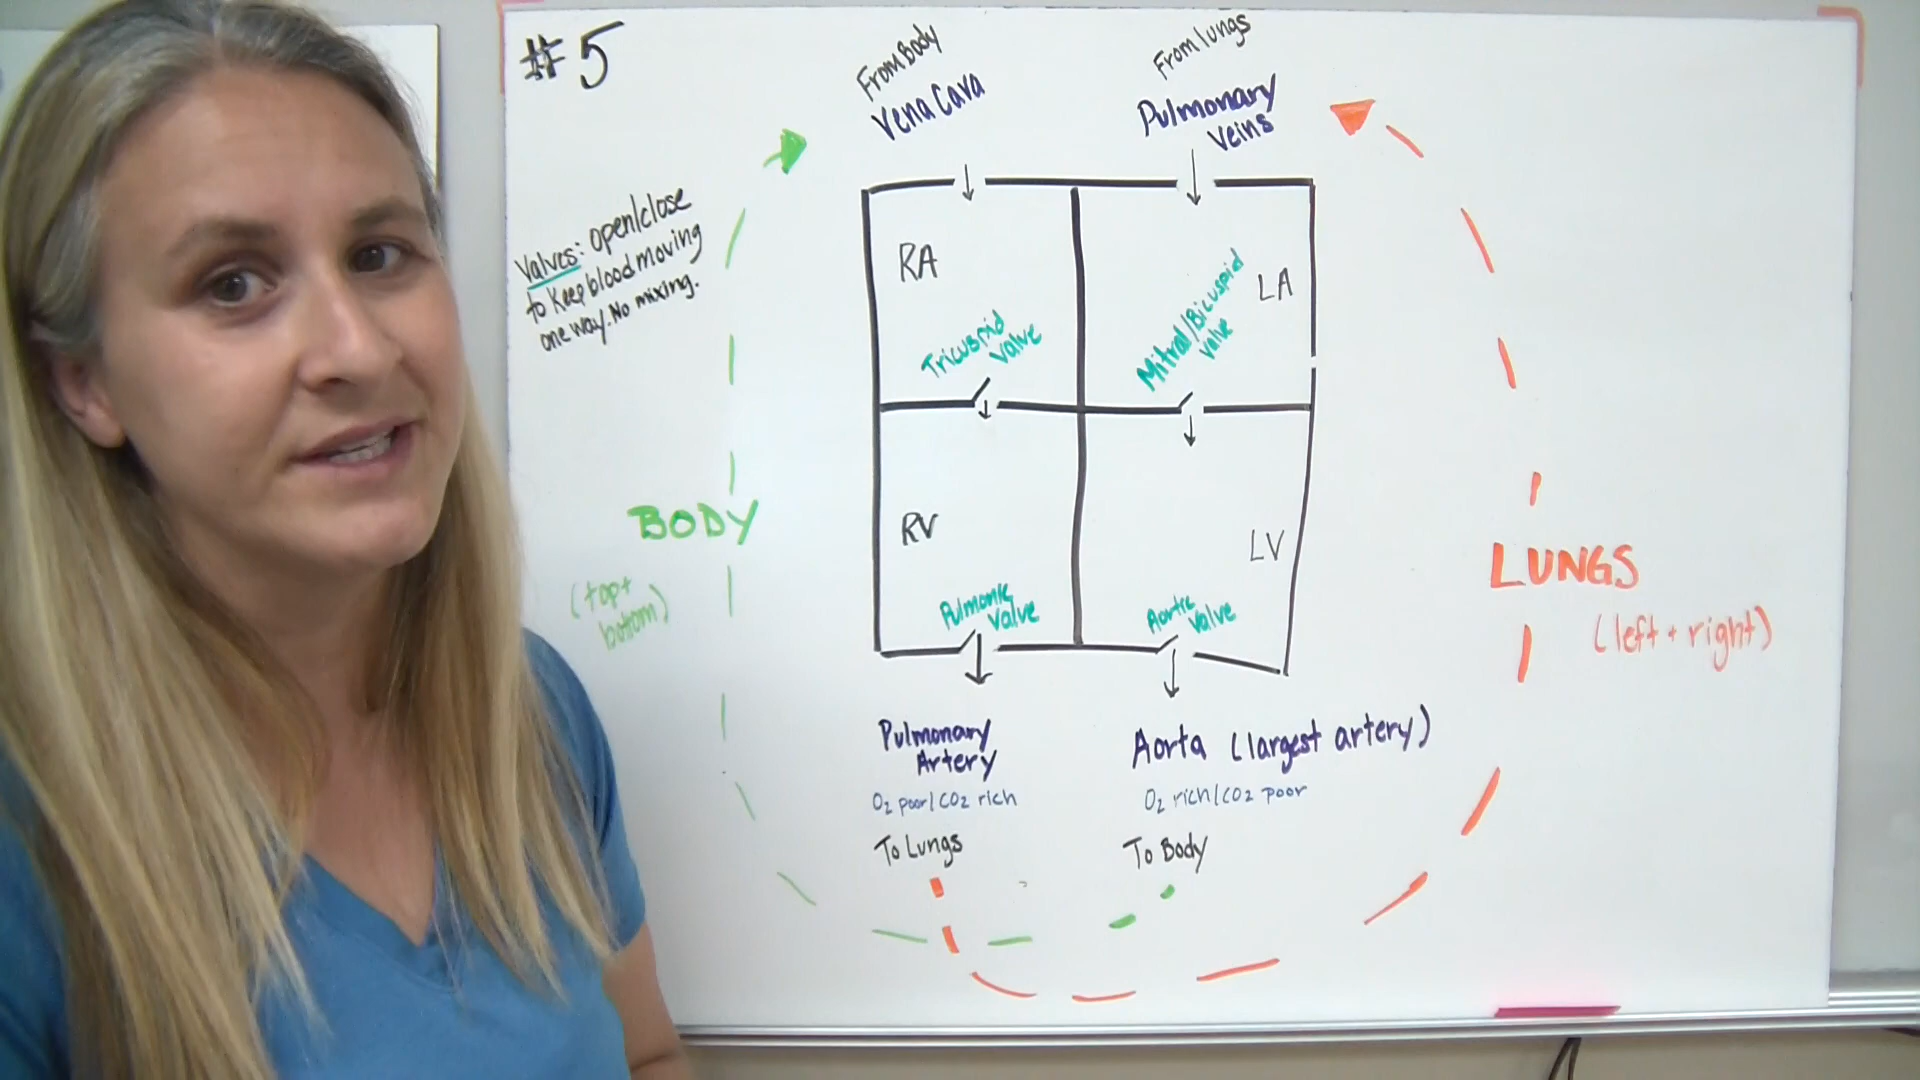 #5
From Body
Vena Cava
From lungs
Pulmonary
Veins
Valves: open/close
to keep blood moving
one way. No mixing.
RA
LA
Tricuspid
Valve
Mitral/Bicuspid
Valve
BODY
(top+
bottom)
RV
LV
LUNGS
(left + right)
Pulmonic
Valve
Aortic
Valve
Pulmonary
Artery
O₂ poor/CO₂ rich
To Lungs
Aorta (largest artery)
O₂ rich/CO₂ poor
To Body